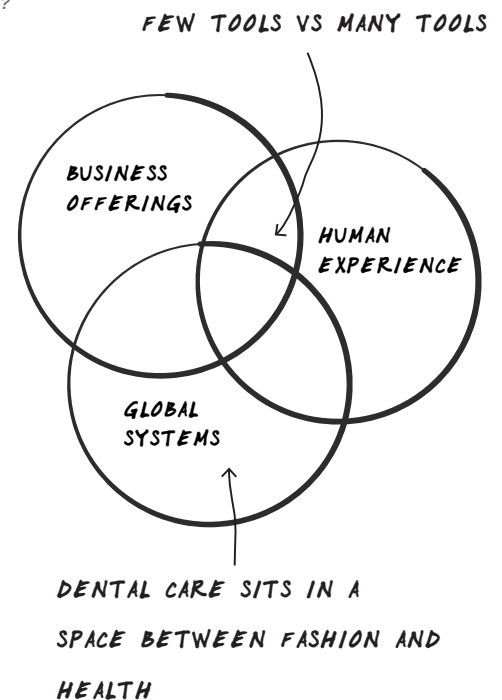 ?
FEW TOOLS VS MANY TOOLS
BUSINESS
OFFERINGS
HUMAN
EXPERIENCE
GLOBAL
SYSTEMS
DENTAL CARE SITS IN A
SPACE BETWEEN FASHION AND
HEALTH